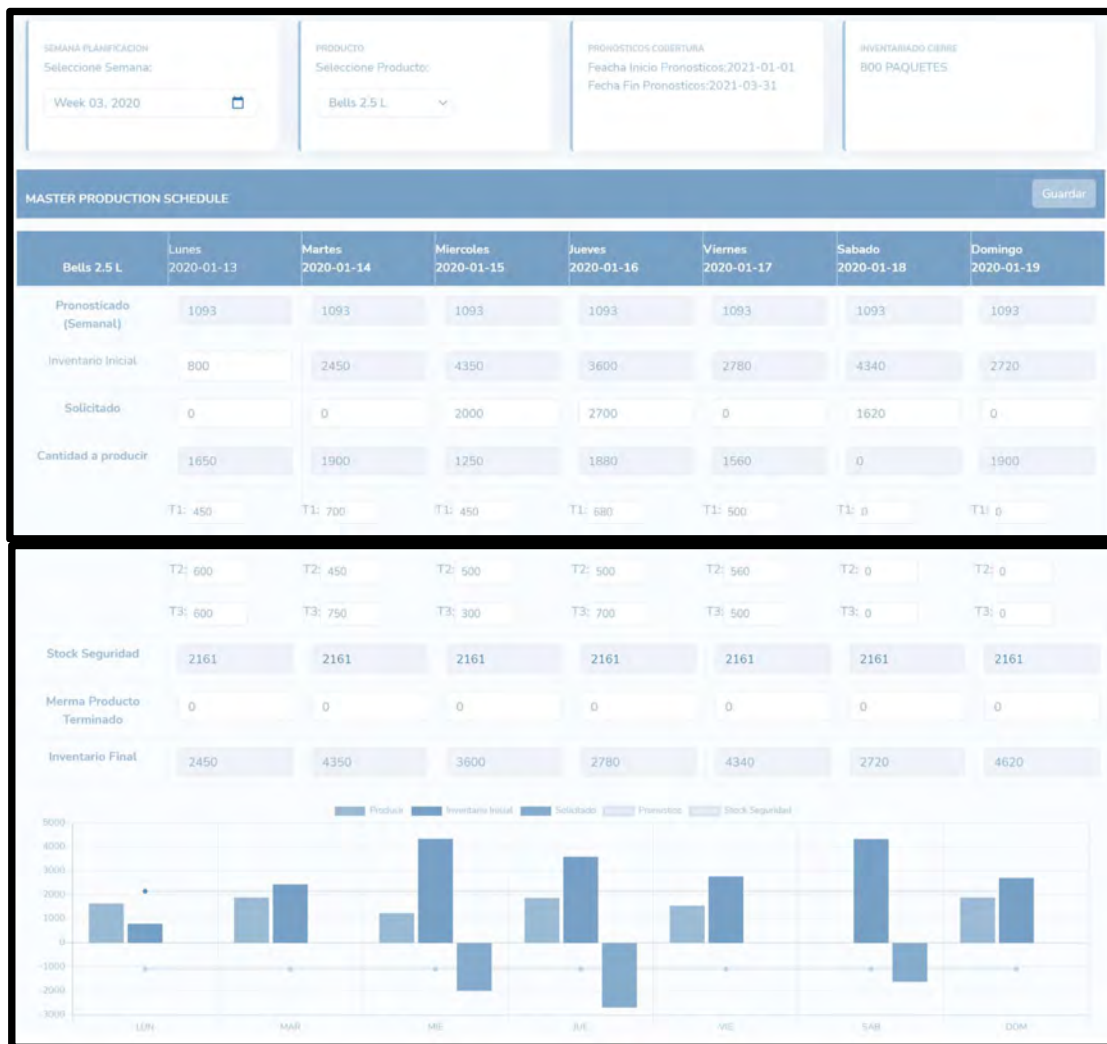 SEMANA PLANIFICACION
Seleccione Semana:
Week 03, 2020
PRODUCTO
Seleccione Producto:
Bells 2.5 L
PRONOSTICOS COBERTURA
Feacha Inicio Pronosticos:2021-01-01
Fecha Fin Pronosticos:2021-03-31
INVENTARIADO CIERRE
800 PAQUETES
MASTER PRODUCTION SCHEDULE Guardar
Lunes Martes Miercoles Jueves Viernes Sabado Domingo
Bells 2.5 L 2020-01-13 2020-01-14 2020-01-15 2020-01-16 2020-01-17 2020-01-18 2020-01-19
Pronosticado
(Semanal) 1093 1093 1093 1093 1093 1093 1093
Inventario Inicial 800 2450 4350 3600 2780 4340 2720
Solicitado 0 0 2000 2700 0 1620 0
Cantidad a producir 1650 1900 1250 1880 1560 0 1900
T1: 450 T1: 700 T1: 450 T1: 680 T1: 500 T1: 0 T1: 0
T2: 600 T2: 450 T2: 500 T2: 500 T2: 560 T2: 0 T2: 0
T3: 600 T3: 750 T3: 300 T3: 700 T3: 500 T3: 0 T3: 0
Stock Seguridad 2161 2161 2161 2161 2161 2161 2161
Merma Producto
Terminado 0 0 0 0 0 0 0
Inventario Final 2450 4350 3600 2780 4340 2720 4620
Producir Inventario Inicial Solicitado Pronostico Stock Seguridad
5000
4000
3000
2000
1000
0
-1000
-2000
-3000
LUN MAR MIE JUE VIE SAB DOM